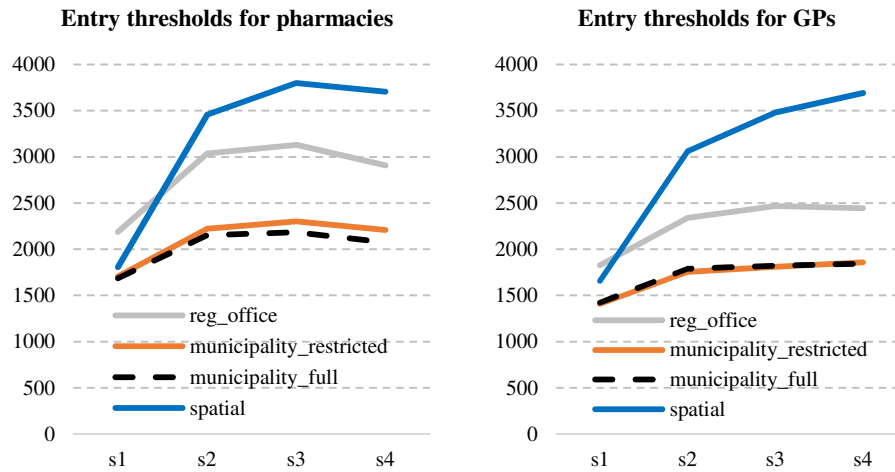 Entry thresholds for pharmacies
4000
3500
3000
2500
2000
1500
1000
500
0
reg_office
municipality_restricted
municipality_full
spatial
s1 s2 s3 s4
Entry thresholds for GPs
4000
3500
3000
2500
2000
1500
1000
500
0
reg_office
municipality_restricted
municipality_full
spatial
s1 s2 s3 s4